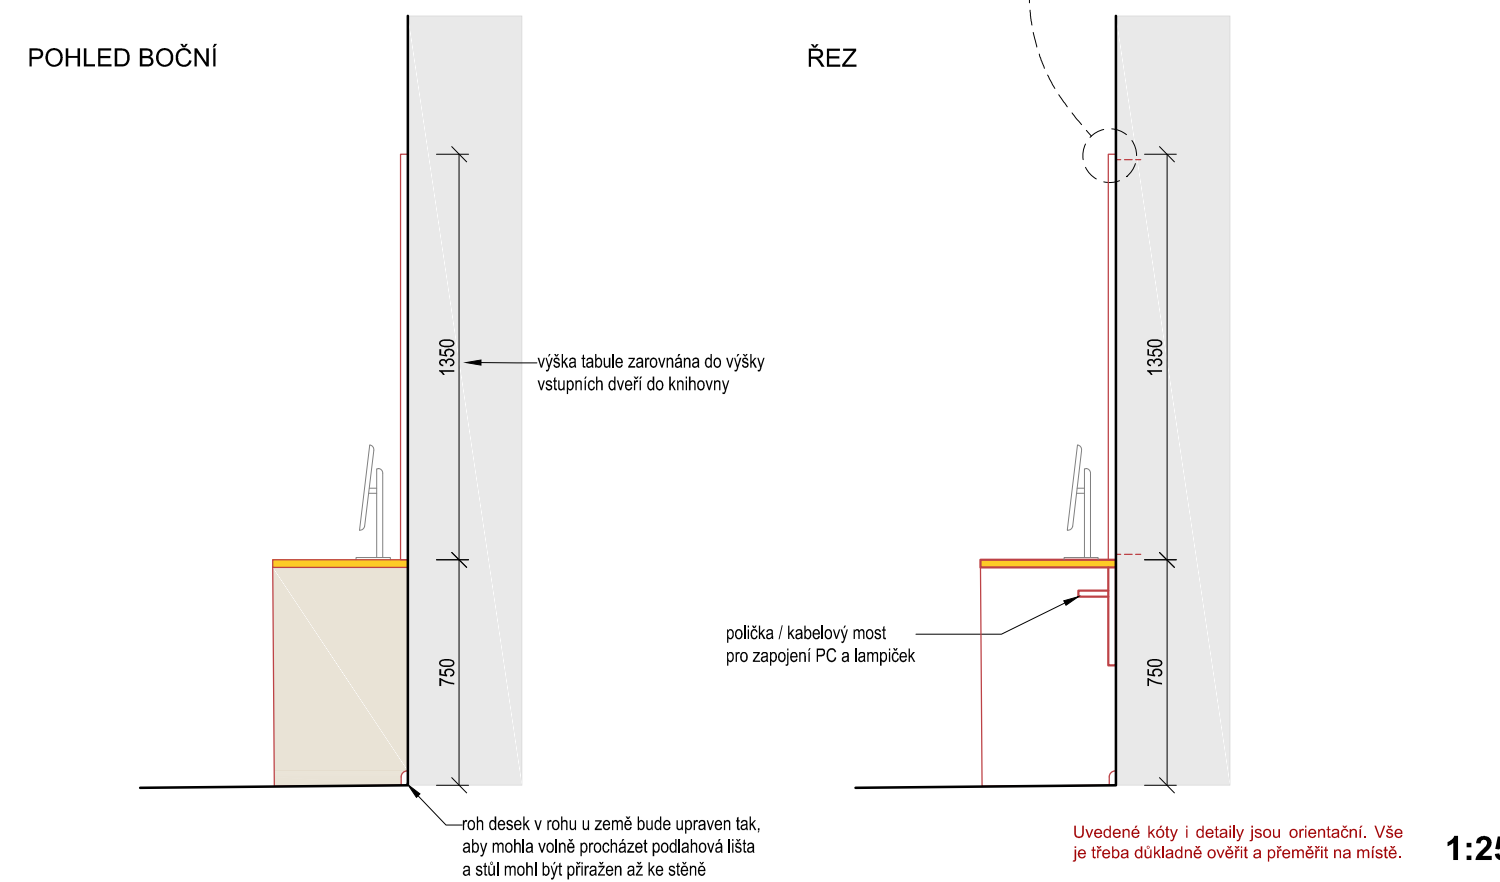 POHLED BOČNÍ
ŘEZ
1350
výška tabule zarovnána do výšky
vstupních dveří do knihovny
1350
polička / kabelový most
pro zapojení PC a lampiček
750
750
roh desek v rohu u země bude upraven tak,
aby mohla volně procházet podlahová lišta
a stůl mohl být přiražen až ke stěně
Uvedené kóty i detaily jsou orientační. Vše
je třeba důkladně ověřit a přeměřit na místě.
1:25